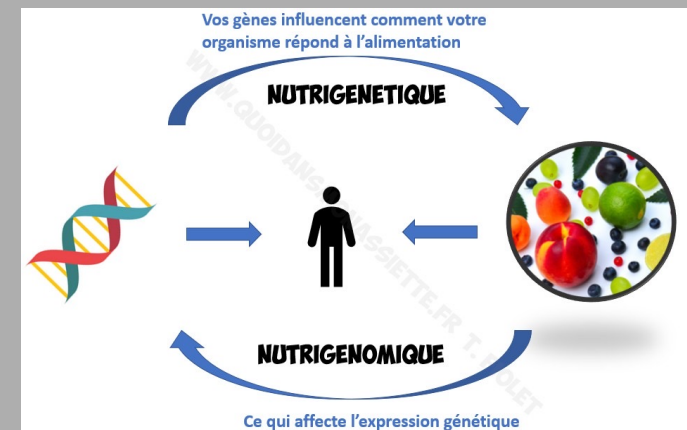 Vos gènes influencent comment votre
organisme répond à l'alimentation
NUTRIGENETIQUE
NUTRIGENOMIQUE
Ce qui affecte l'expression génétique